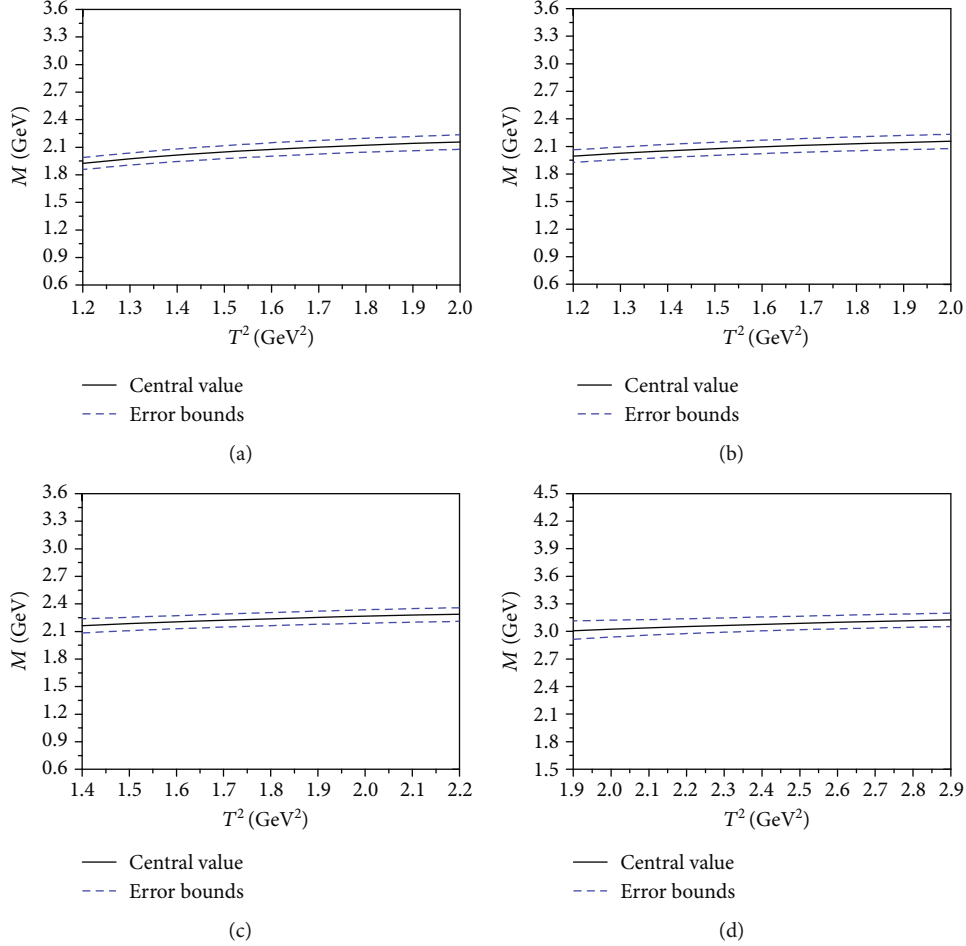 3.6
3.3
3.0
2.7
2.4
2.1
1.8
1.5
1.2
0.9
0.6
M (GeV)
1.2 1.3 1.4 1.5 1.6 1.7 1.8 1.9 2.0
T² (GeV²)
Central value
Error bounds
(a)
3.6
3.3
3.0
2.7
2.4
2.1
1.8
1.5
1.2
0.9
0.6
M (GeV)
1.2 1.3 1.4 1.5 1.6 1.7 1.8 1.9 2.0
T² (GeV²)
Central value
Error bounds
(b)
3.6
3.3
3.0
2.7
2.4
2.1
1.8
1.5
1.2
0.9
0.6
M (GeV)
1.4 1.5 1.6 1.7 1.8 1.9 2.0 2.1 2.2
T² (GeV²)
Central value
Error bounds
(c)
4.5
4.2
3.9
3.6
3.3
3.0
2.7
2.4
2.1
1.8
1.5
M (GeV)
1.9 2.0 2.1 2.2 2.3 2.4 2.5 2.6 2.7 2.8 2.9
T² (GeV²)
Central value
Error bounds
(d)